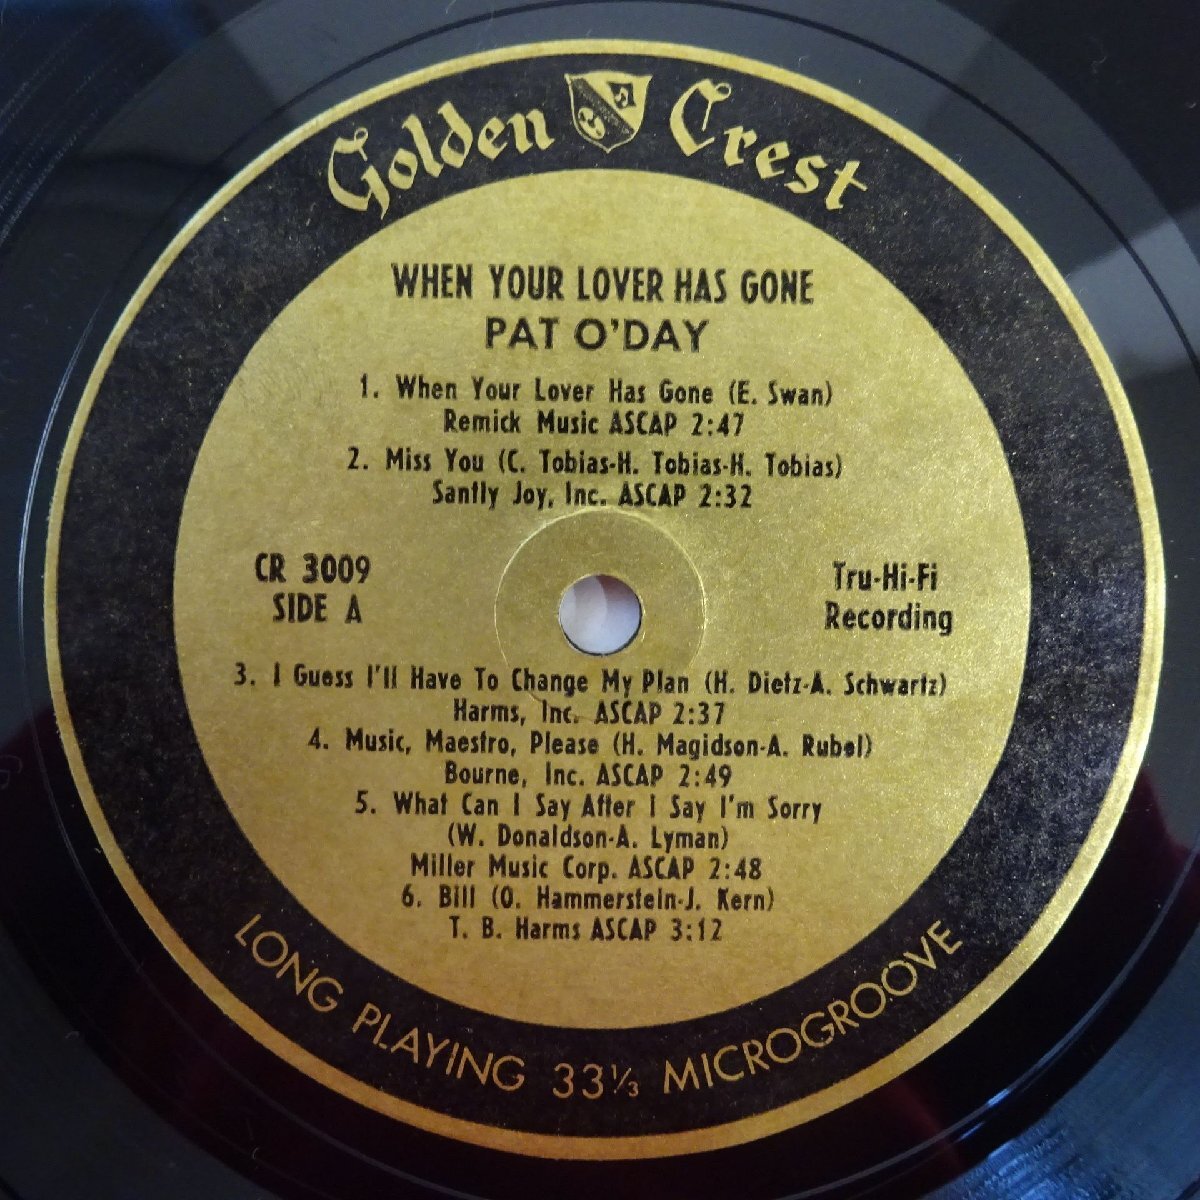 Golden Crest
WHEN YOUR LOVER HAS GONE
PAT O'DAY
1. When Your Lover Has Gone (E. Swan)
Remick Music ASCAP 2:47
2. Miss You (C. Tobias-H. Tobias-H. Tobias)
Santly Joy, Inc. ASCAP 2:32
CR 3009
SIDE A
Tru-Hi-Fi
Recording
3. I Guess I'll Have To Change My Plan (H. Dietz-A. Schwartz)
Harms, Inc. ASCAP 2:37
4. Music, Maestro, Please (H. Magidson-A. Rubel)
Bourne, Inc. ASCAP 2:49
5. What Can I Say After I Say I'm Sorry
(W. Donaldson-A. Lyman)
Miller Music Corp. ASCAP 2:48
6. Bill (O. Hammerstein-J. Kern)
T. B. Harms ASCAP 3:12
LONG PLAYING 33⅓ MICROGROOVE